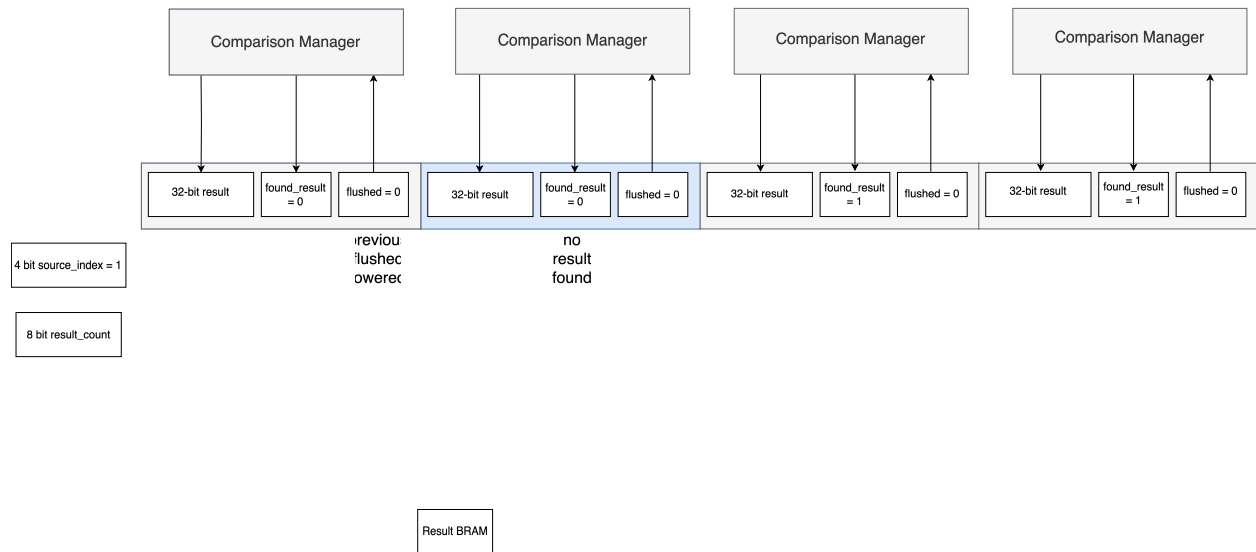 Comparison Manager
Comparison Manager
Comparison Manager
Comparison Manager
32-bit result
found_result
= 0
flushed = 0
32-bit result
found_result
= 0
flushed = 0
32-bit result
found_result
= 1
flushed = 0
32-bit result
found_result
= 1
flushed = 0
no
result
found
4 bit source_index = 1
8 bit result_count
Result BRAM